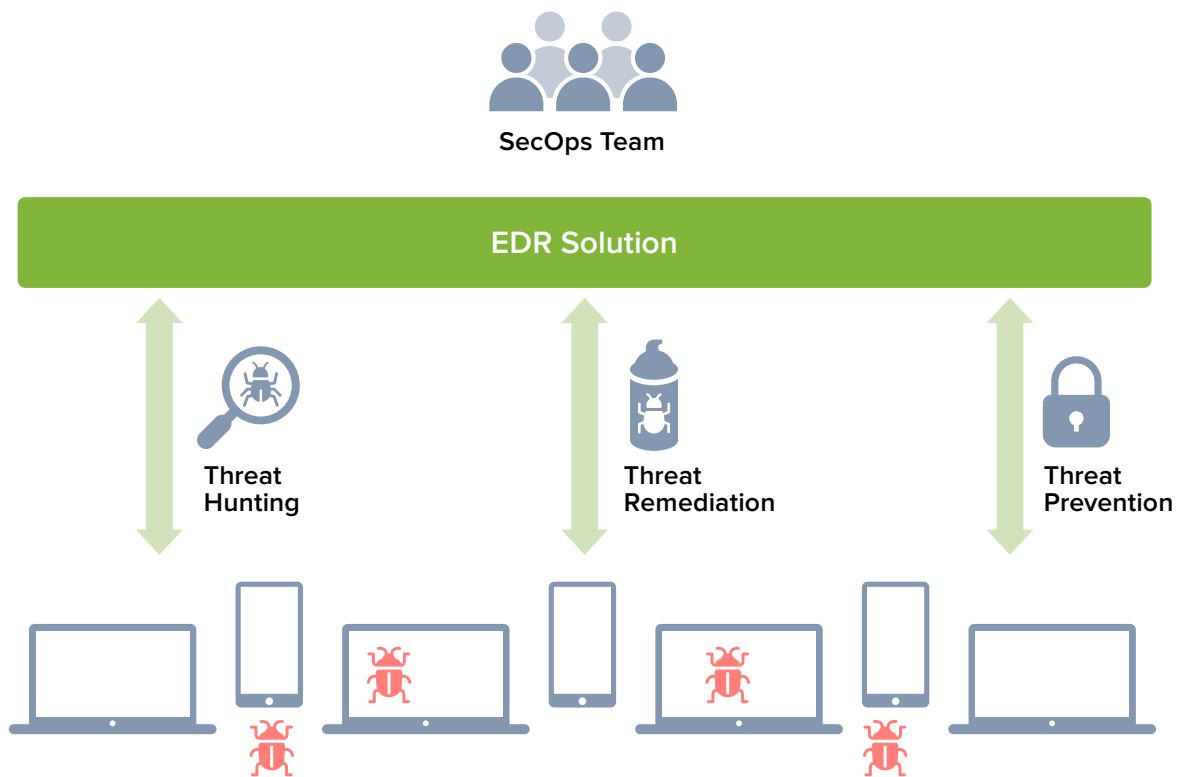 SecOps Team
EDR Solution
Threat
Hunting
Threat
Remediation
Threat
Prevention